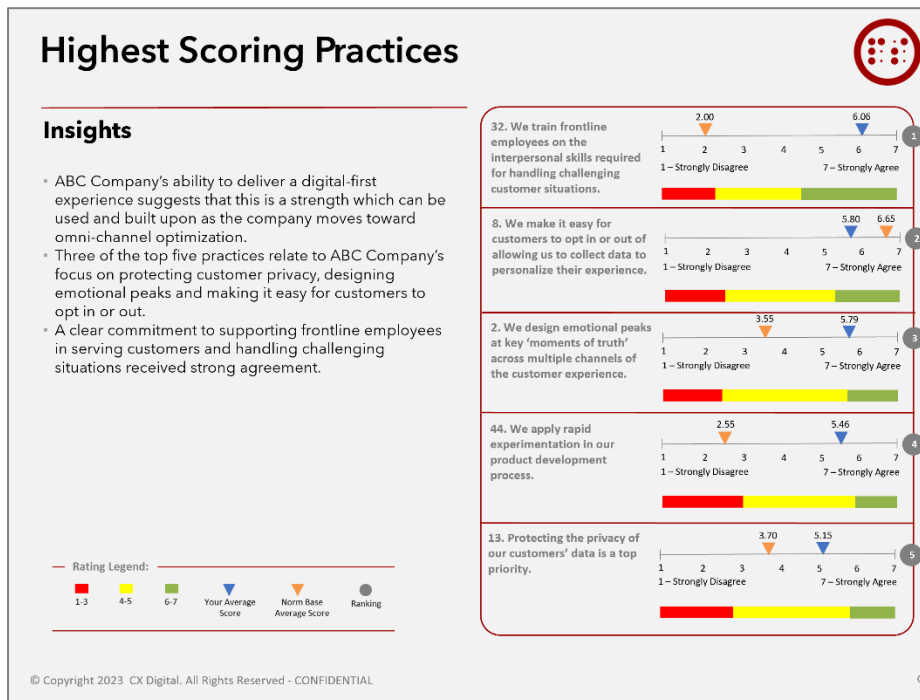 Highest Scoring Practices
Insights
• ABC Company's ability to deliver a digital-first
experience suggests that this is a strength which can be
used and built upon as the company moves toward
omni-channel optimization.
• Three of the top five practices relate to ABC Company's
focus on protecting customer privacy, designing
emotional peaks and making it easy for customers to
opt in or out.
• A clear commitment to supporting frontline employees
in serving customers and handling challenging
situations received strong agreement.
Rating Legend:
1-3
4-5
6-7
Your Average
Score
Norm Base
Average Score
Ranking
32. We train frontline
employees on the
interpersonal skills required
for handling challenging
customer situations.
2.00 6.06
1 2 3 4 5 6 7
1 – Strongly Disagree 7 – Strongly Agree
1
8. We make it easy for
customers to opt in or out of
allowing us to collect data to
personalize their experience.
5.80 6.65
1 2 3 4 5 6 7
1 – Strongly Disagree 7 – Strongly Agree
2
2. We design emotional peaks
at key 'moments of truth'
across multiple channels of
the customer experience.
3.55 5.79
1 2 3 4 5 6 7
1 – Strongly Disagree 7 – Strongly Agree
3
44. We apply rapid
experimentation in our
product development
process.
2.55 5.46
1 2 3 4 5 6 7
1 – Strongly Disagree 7 – Strongly Agree
4
13. Protecting the privacy of
our customers' data is a top
priority.
3.70 5.15
1 2 3 4 5 6 7
1 – Strongly Disagree 7 – Strongly Agree
5
© Copyright 2023 CX Digital. All Rights Reserved - CONFIDENTIAL